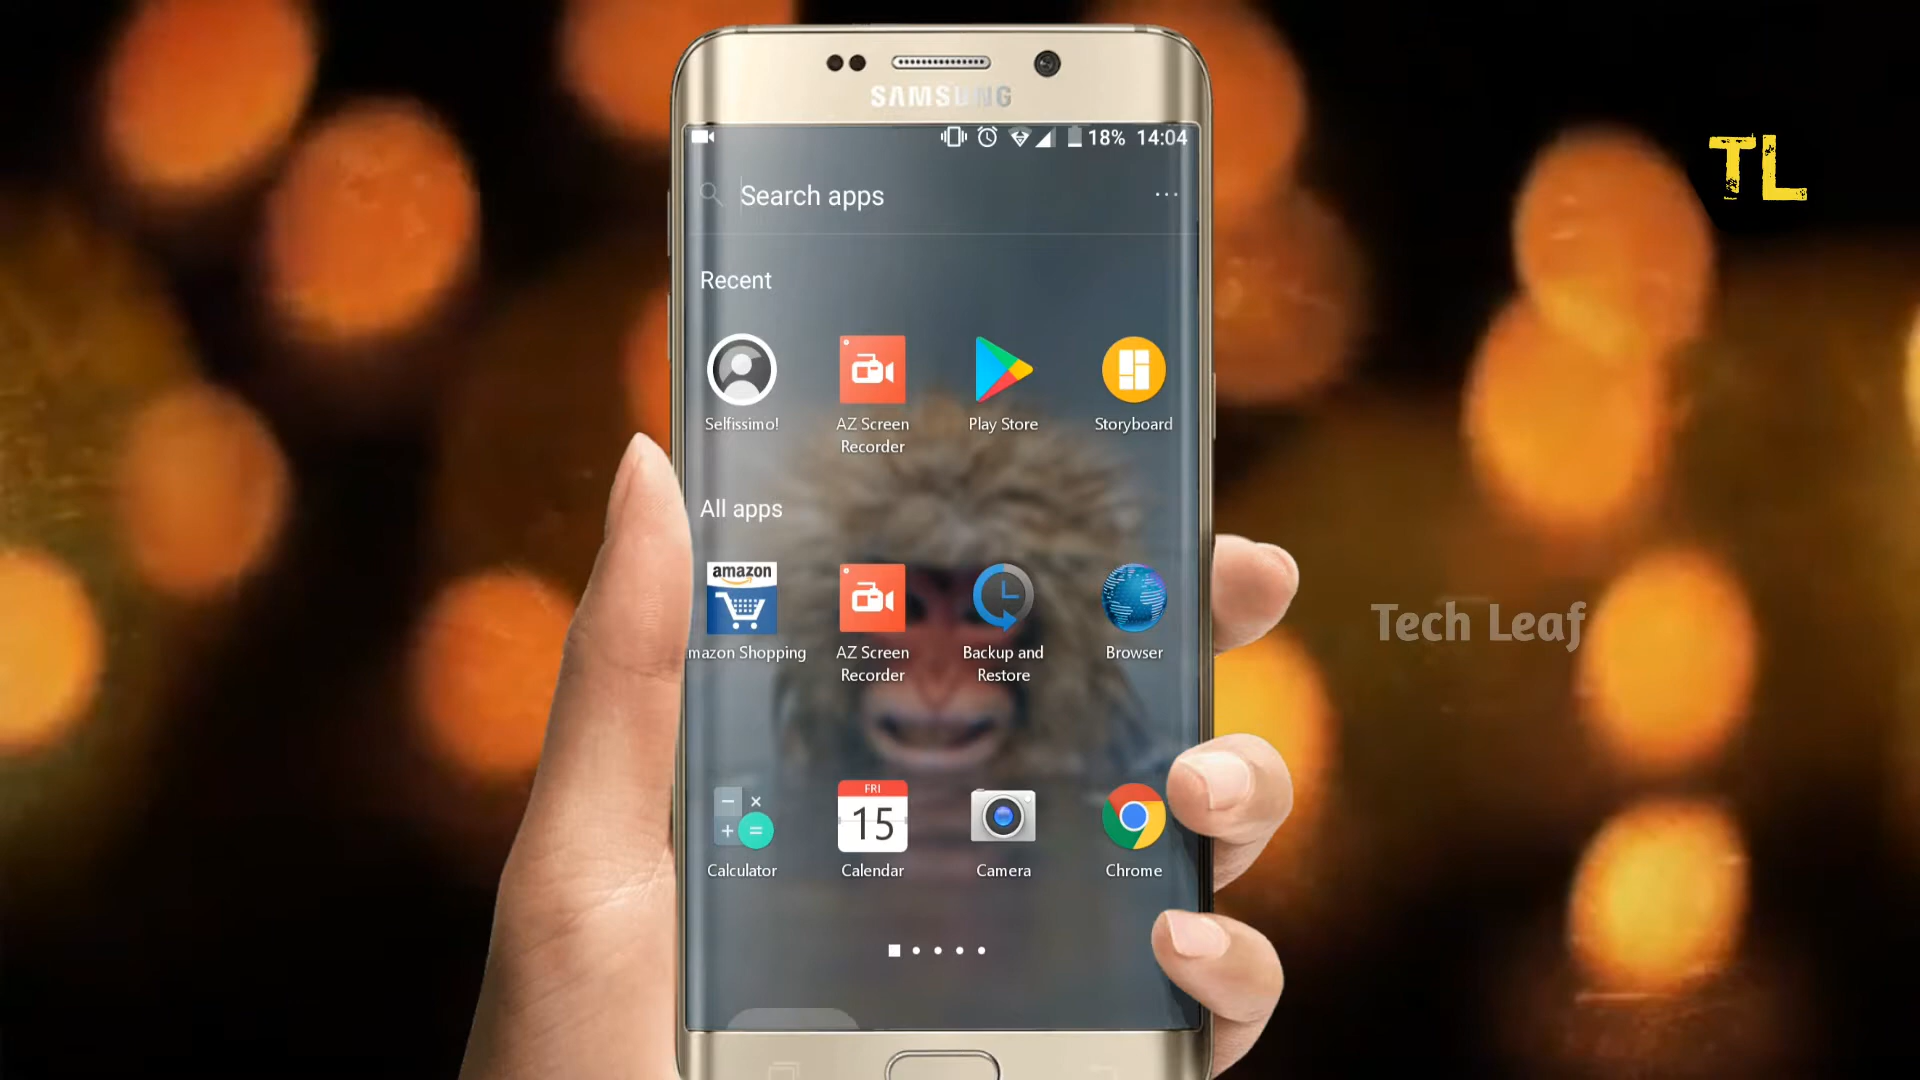 SAMSUNG
18% 14:04
Search apps
TL
Recent
Selfissimo!
AZ Screen
Recorder
Play Store
Storyboard
All apps
amazon
mazon Shopping
AZ Screen
Recorder
Backup and
Restore
Browser
Tech Leaf
FRI
15
Calculator
Calendar
Camera
Chrome